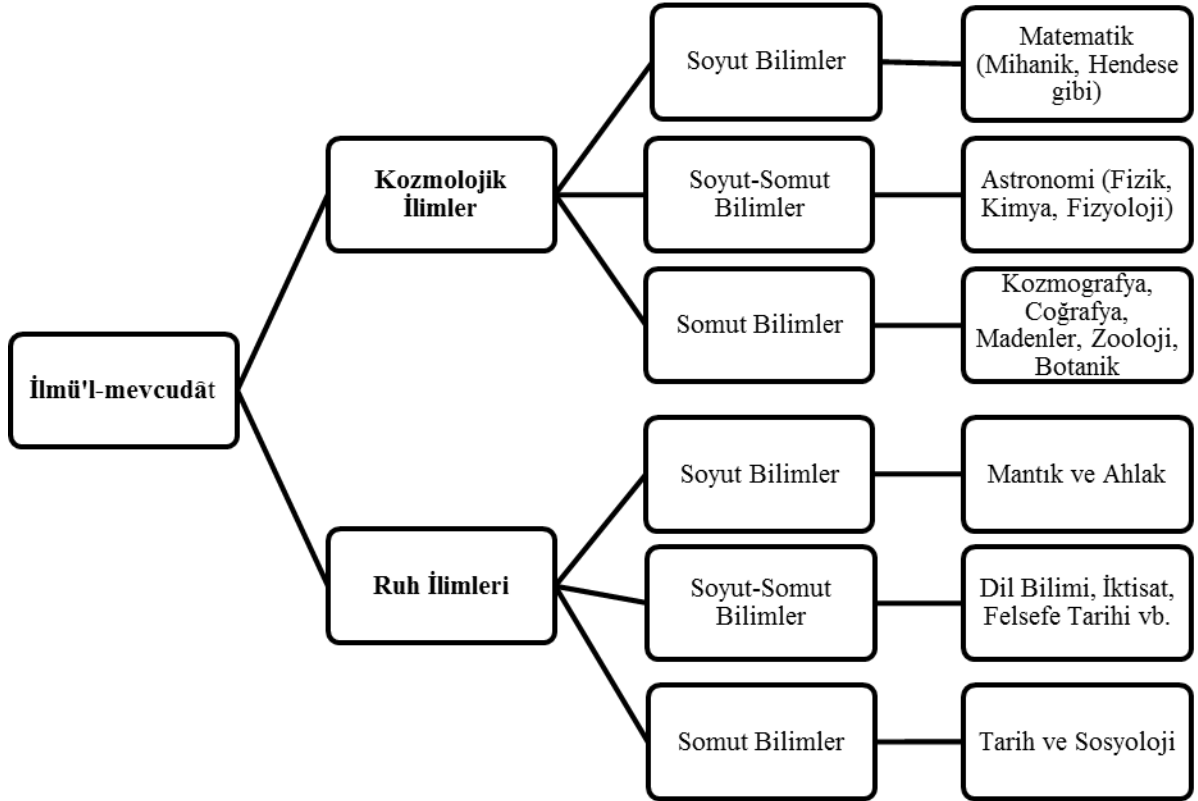 İlmü'l-mevcudât
Kozmolojik
İlimler
Soyut Bilimler
Matematik
(Mihanik, Hendese
gibi)
Soyut-Somut
Bilimler
Astronomi (Fizik,
Kimya, Fizyoloji)
Somut Bilimler
Kozmografya,
Coğrafya,
Madenler, Zooloji,
Botanik
Ruh İlimleri
Soyut Bilimler
Mantık ve Ahlak
Soyut-Somut
Bilimler
Dil Bilimi, İktisat,
Felsefe Tarihi vb.
Somut Bilimler
Tarih ve Sosyoloji